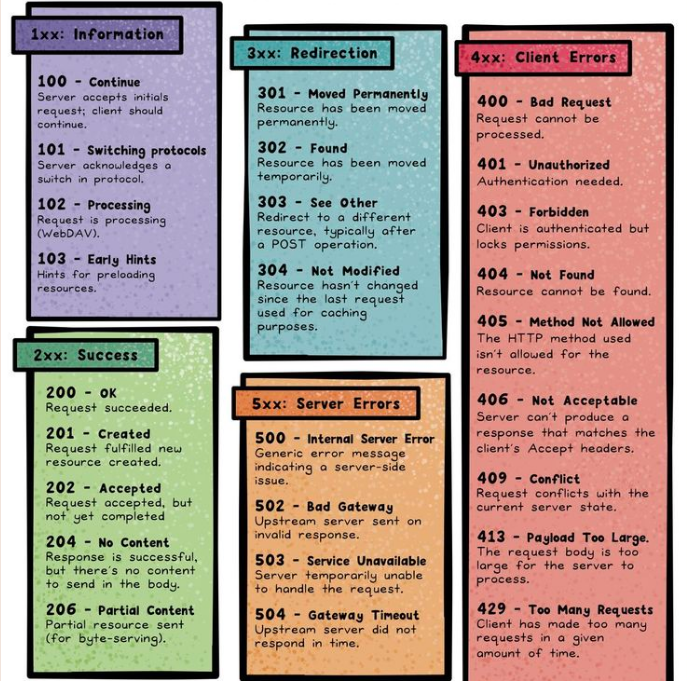 1xx: Information
100 - Continue
Server accepts initials
request; client should
continue.
101 - Switching protocols
Server acknowledges a
switch in protocol.
102 - Processing
Request is processing
(WebDAV).
103 - Early Hints
Hints for preloading
resources.
2xx: Success
200 - OK
Request succeeded.
201 - Created
Request fulfilled new
resource created.
202 - Accepted
Request accepted, but
not yet completed
204 - No Content
Response is successful,
but there's no content
to send in the body.
206 - Partial Content
Partial resource sent
(for byte-serving).
3xx: Redirection
301 - Moved Permanently
Resource has been moved
permanently.
302 - Found
Resource has been moved
temporarily.
303 - See Other
Redirect to a different
resource, typically after
a POST operation.
304 - Not Modified
Resource hasn't changed
since the last request
used for caching
purposes.
5xx: Server Errors
500 - Internal Server Error
Generic error message
indicating a server-side
issue.
502 - Bad Gateway
Upstream server sent on
invalid response.
503 - Service Unavailable
Server temporarily unable
to handle the request.
504 - Gateway Timeout
Upstream server did not
respond in time.
4xx: Client Errors
400 - Bad Request
Request cannot be
processed.
401 - Unauthorized
Authentication needed.
403 - Forbidden
Client is authenticated but
locks permissions.
404 - Not Found
Resource cannot be found.
405 - Method Not Allowed
The HTTP method used
isn't allowed for the
resource.
406 - Not Acceptable
Server can't produce a
response that matches the
client's Accept headers.
409 - Conflict
Request conflicts with the
current server state.
413 - Payload Too Large.
The request body is too
large for the server to
process.
429 - Too Many Requests
Client has made too many
requests in a given
amount of time.